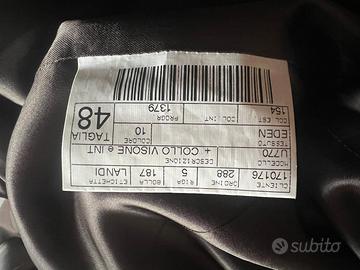 CLIENTE ORDINE RIGA BOLLA ETICHETTA
170176 288 5 187 LANDI
MODELLO DESCRIZIONE
U770 + COLLO VISONE e INT
TESSUTO COLORE TAGLIA
EDEN 10 48
COL.EST. COL.INT PROGR
154 1379
subito